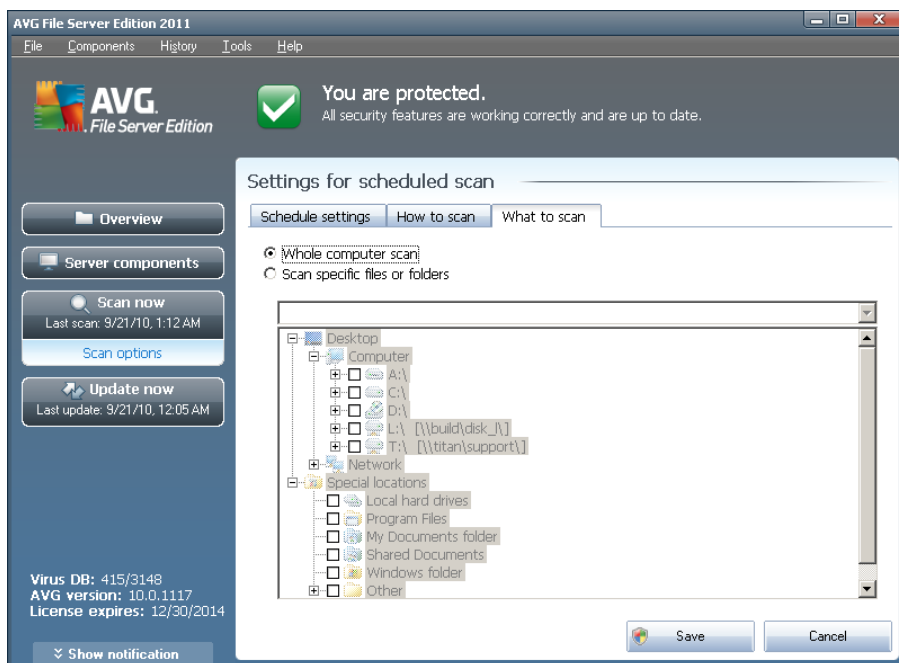 AVG File Server Edition 2011
File Components History Tools Help
AVG.
File Server Edition
You are protected.
All security features are working correctly and are up to date.
Overview
Server components
Scan now
Last scan: 9/21/10, 1:12 AM
Scan options
Update now
Last update: 9/21/10, 12:05 AM
Virus DB: 415/3148
AVG version: 10.0.1117
License expires: 12/30/2014
Show notification
Settings for scheduled scan
Schedule settings How to scan What to scan
Whole computer scan
Scan specific files or folders
Desktop
Computer
A:\
C:\
D:\
L:\ [\\build\disk_l\]
T:\ [\\titan\support\]
Network
Special locations
Local hard drives
Program Files
My Documents folder
Shared Documents
Windows folder
Other
Save Cancel